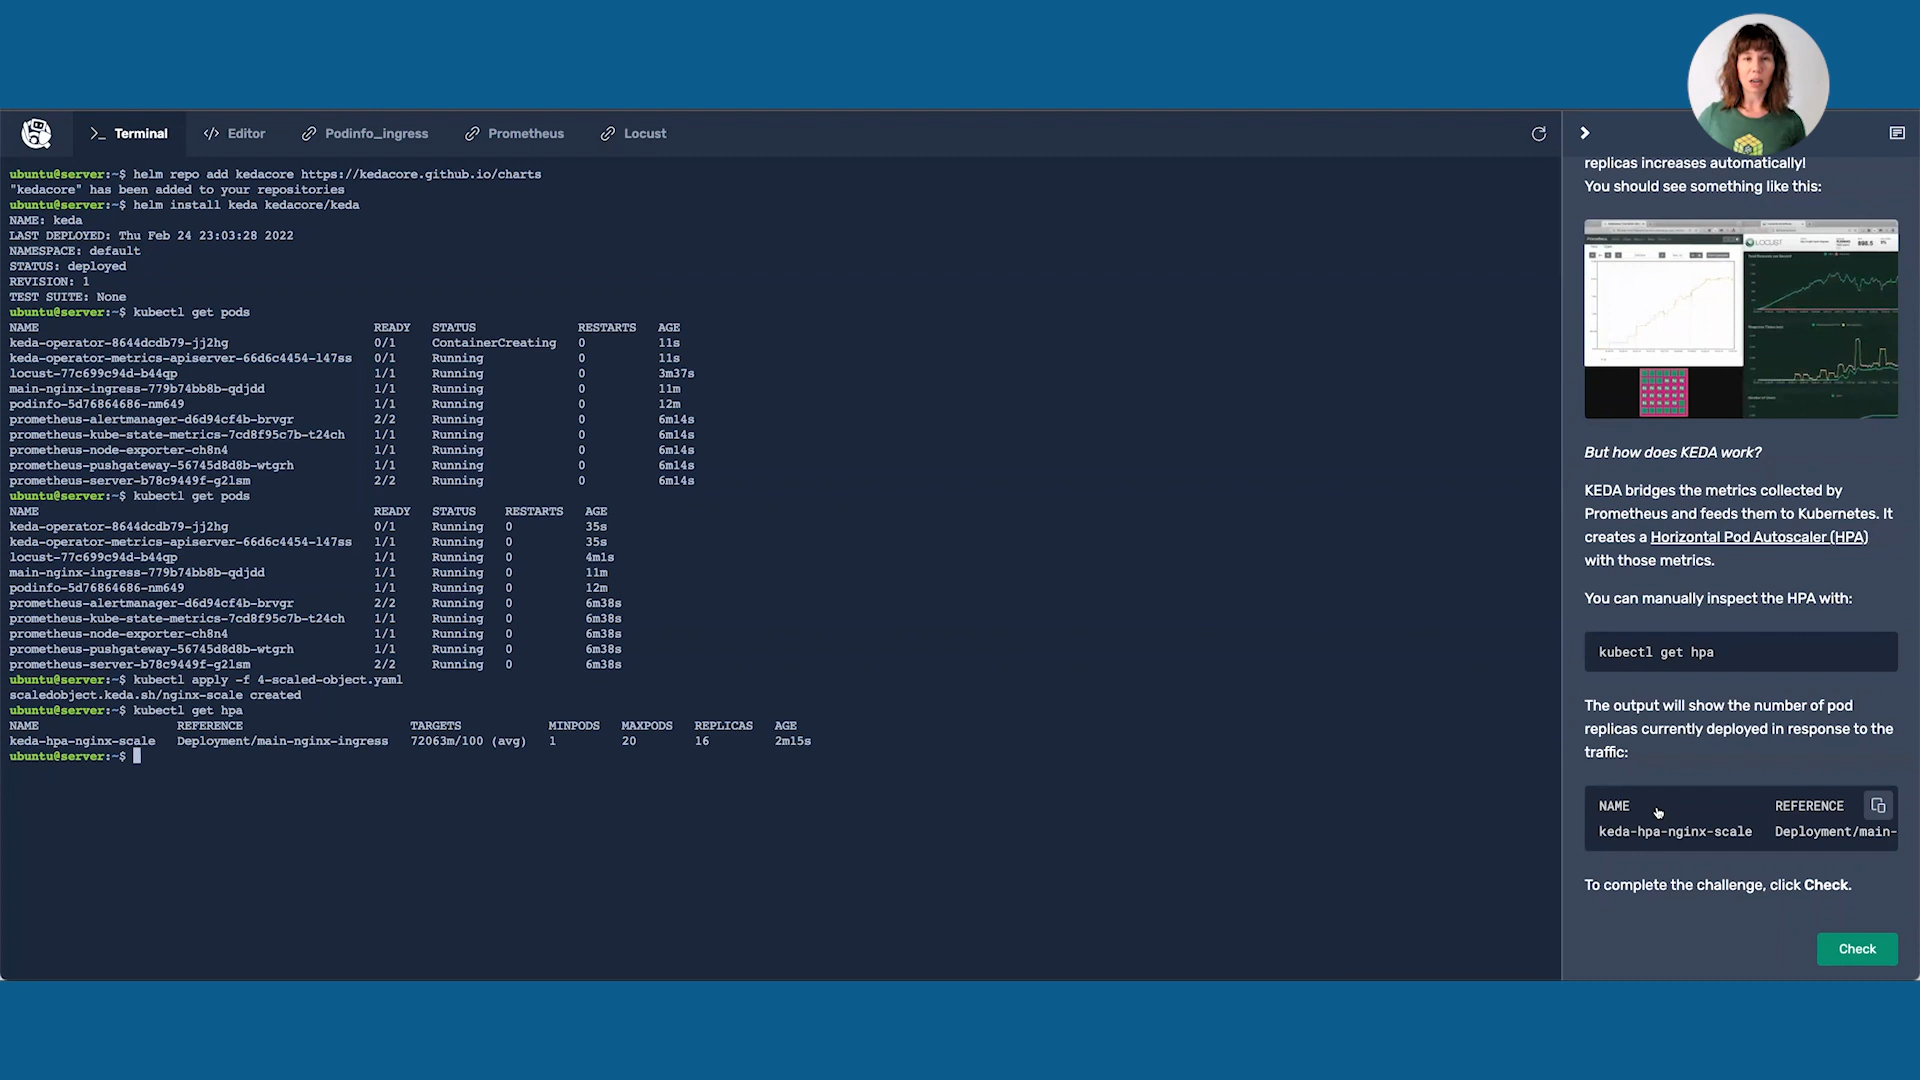 >_ Terminal
</> Editor
Podinfo_ingress
Prometheus
Locust
ubuntu@server:~$ helm repo add kedacore https://kedacore.github.io/charts
"kedacore" has been added to your repositories
ubuntu@server:~$ helm install keda kedacore/keda
NAME: keda
LAST DEPLOYED: Thu Feb 24 23:03:28 2022
NAMESPACE: default
STATUS: deployed
REVISION: 1
TEST SUITE: None
ubuntu@server:~$ kubectl get pods
NAME READY STATUS RESTARTS AGE
keda-operator-8644dcdb79-jj2hg 0/1 ContainerCreating 0 11s
keda-operator-metrics-apiserver-66d6c4454-l47ss 0/1 Running 0 11s
locust-77c699c94d-b44qp 1/1 Running 0 3m37s
main-nginx-ingress-779b74bb8b-qdjdd 1/1 Running 0 11m
podinfo-5d76864686-nm649 1/1 Running 0 12m
prometheus-alertmanager-d6d94cf4b-brvgr 2/2 Running 0 6m14s
prometheus-kube-state-metrics-7cd8f95c7b-t24ch 1/1 Running 0 6m14s
prometheus-node-exporter-ch8n4 1/1 Running 0 6m14s
prometheus-pushgateway-56745d8d8b-wtgrh 1/1 Running 0 6m14s
prometheus-server-b78c9449f-g2lsm 2/2 Running 0 6m14s
ubuntu@server:~$ kubectl get pods
NAME READY STATUS RESTARTS AGE
keda-operator-8644dcdb79-jj2hg 0/1 Running 0 35s
keda-operator-metrics-apiserver-66d6c4454-l47ss 1/1 Running 0 35s
locust-77c699c94d-b44qp 1/1 Running 0 4m1s
main-nginx-ingress-779b74bb8b-qdjdd 1/1 Running 0 11m
podinfo-5d76864686-nm649 1/1 Running 0 12m
prometheus-alertmanager-d6d94cf4b-brvgr 2/2 Running 0 6m38s
prometheus-kube-state-metrics-7cd8f95c7b-t24ch 1/1 Running 0 6m38s
prometheus-node-exporter-ch8n4 1/1 Running 0 6m38s
prometheus-pushgateway-56745d8d8b-wtgrh 1/1 Running 0 6m38s
prometheus-server-b78c9449f-g2lsm 2/2 Running 0 6m38s
ubuntu@server:~$ kubectl apply -f 4-scaled-object.yaml
scaledobject.keda.sh/nginx-scale created
ubuntu@server:~$ kubectl get hpa
NAME REFERENCE TARGETS MINPODS MAXPODS REPLICAS AGE
keda-hpa-nginx-scale Deployment/main-nginx-ingress 72063m/100 (avg) 1 20 16 2m15s
ubuntu@server:~$
replicas increases automatically!
You should see something like this:
LOCUST
But how does KEDA work?
KEDA bridges the metrics collected by
Prometheus and feeds them to Kubernetes. It
creates a Horizontal Pod Autoscaler (HPA)
with those metrics.
You can manually inspect the HPA with:
kubectl get hpa
The output will show the number of pod
replicas currently deployed in response to the
traffic:
NAME REFERENCE
keda-hpa-nginx-scale Deployment/main-
To complete the challenge, click Check.
Check